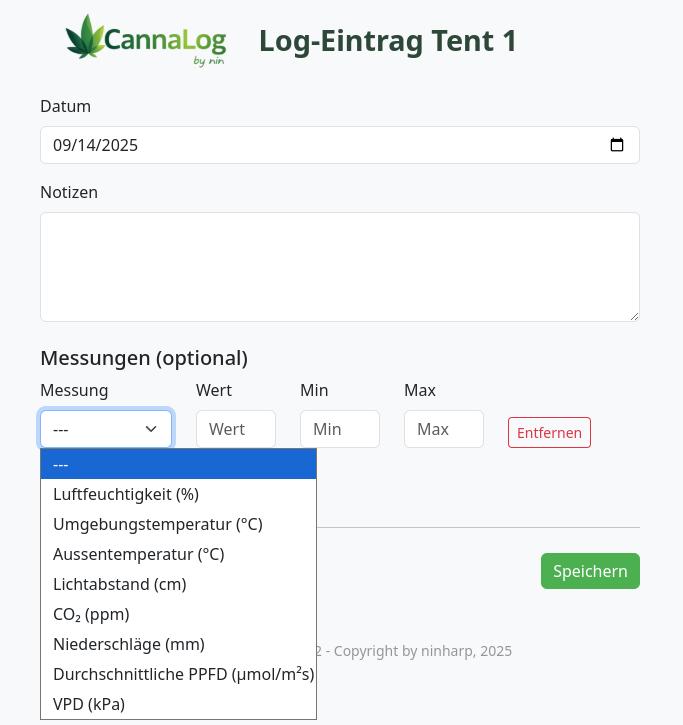 CannaLog
by nin
Log-Eintrag Tent 1
Datum
09/14/2025
Notizen
Messungen (optional)
Messung Wert Min Max
--- Wert Min Max Entfernen
---
Luftfeuchtigkeit (%)
Umgebungstemperatur (°C)
Aussentemperatur (°C)
Lichtabstand (cm)
CO₂ (ppm)
Niederschläge (mm)
Durchschnittliche PPFD (µmol/m²s)
VPD (kPa)
Speichern
2 - Copyright by ninharp, 2025